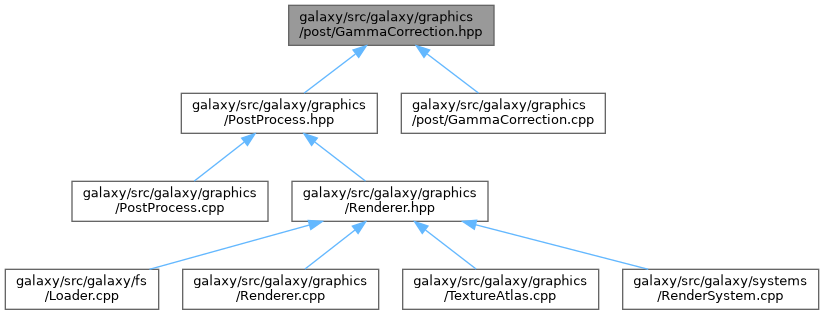 galaxy/src/galaxy/graphics
/post/GammaCorrection.hpp
galaxy/src/galaxy/graphics
/PostProcess.hpp
galaxy/src/galaxy/graphics
/post/GammaCorrection.cpp
galaxy/src/galaxy/graphics
/PostProcess.cpp
galaxy/src/galaxy/graphics
/Renderer.hpp
galaxy/src/galaxy/fs
/Loader.cpp
galaxy/src/galaxy/graphics
/Renderer.cpp
galaxy/src/galaxy/graphics
/TextureAtlas.cpp
galaxy/src/galaxy/systems
/RenderSystem.cpp